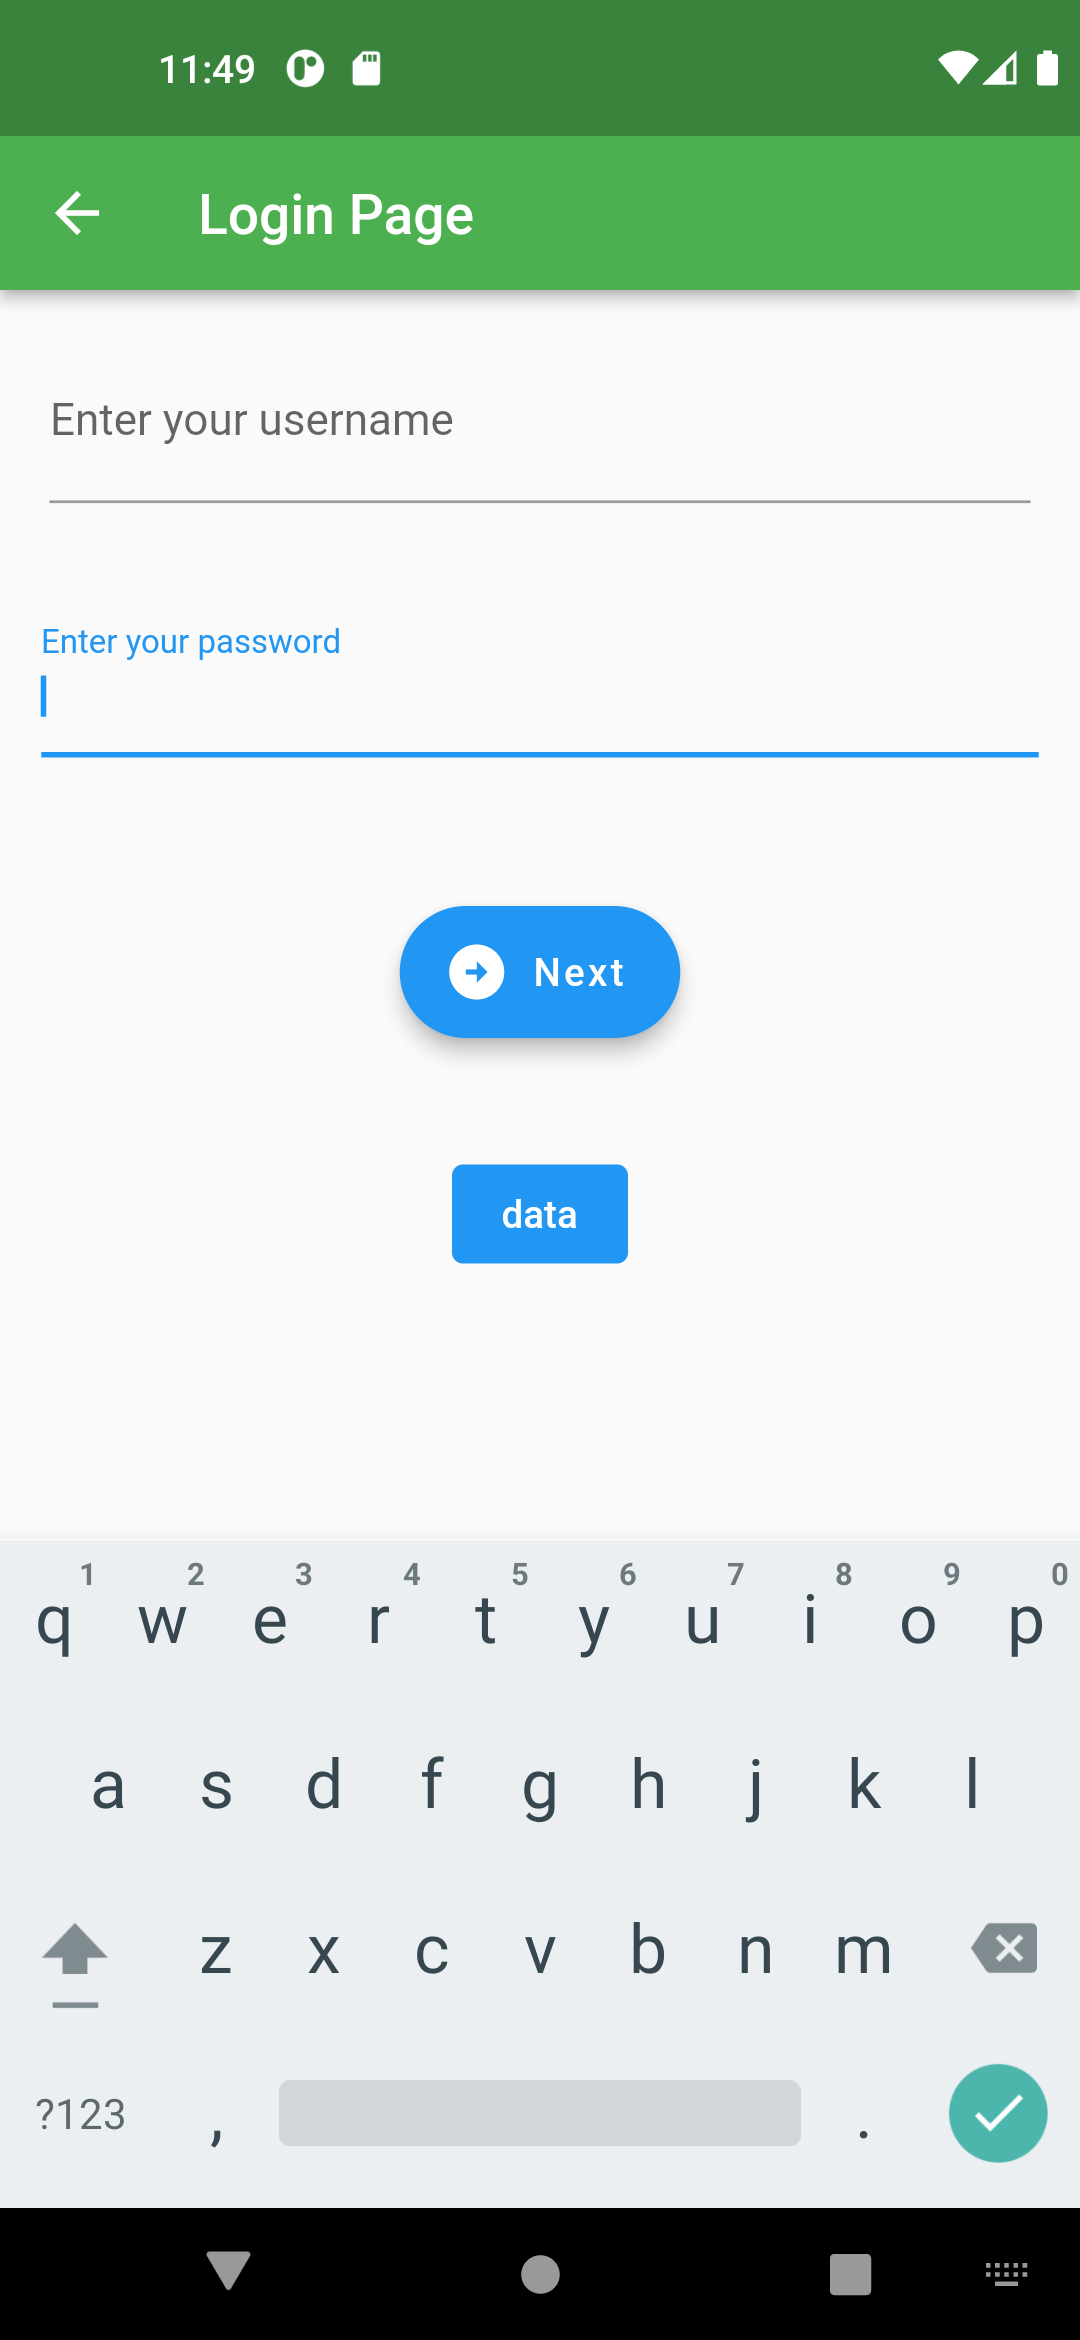 11:49
Login Page
Enter your username
Enter your password
Next
data
1 2 3 4 5 6 7 8 9 0
q w e r t y u i o p
a s d f g h j k l
z x c v b n m
?123 , .